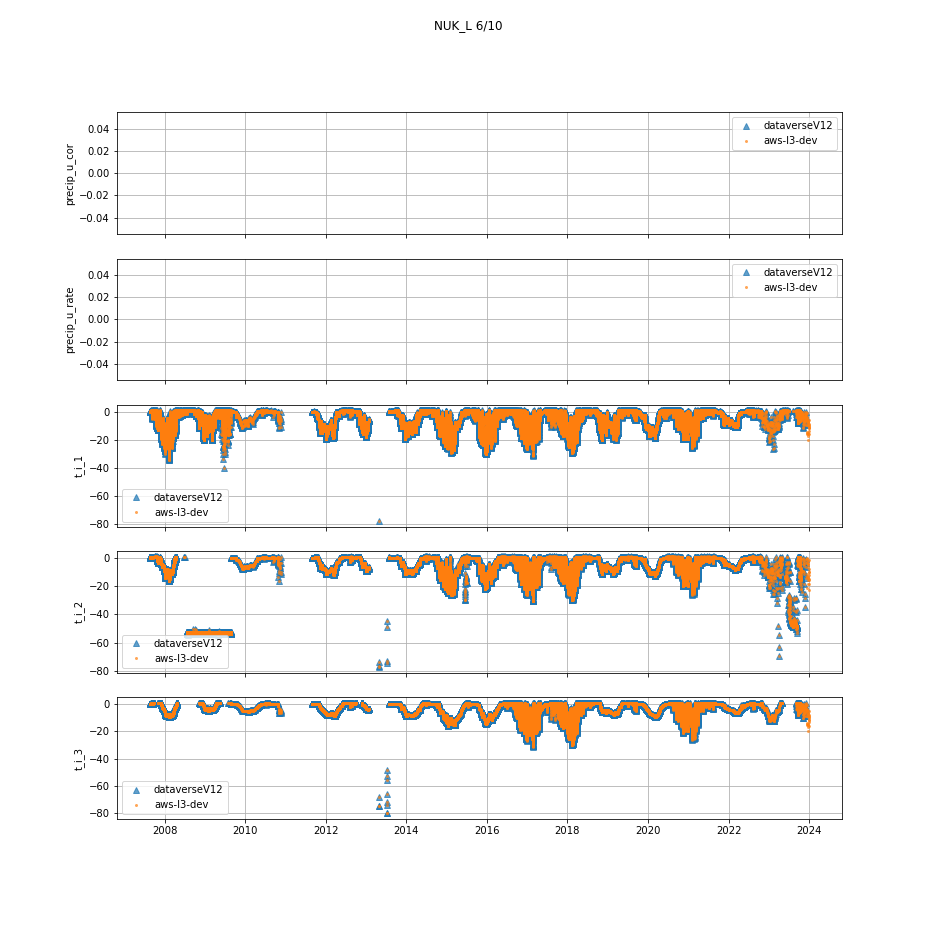 NUK_L 6/10
precip_u_cor
0.04
0.02
0.00
−0.02
−0.04
dataverseV12
aws-l3-dev
precip_u_rate
0.04
0.02
0.00
−0.02
−0.04
dataverseV12
aws-l3-dev
t_i_1
0
−20
−40
−60
−80
dataverseV12
aws-l3-dev
t_i_2
0
−20
−40
−60
−80
dataverseV12
aws-l3-dev
t_i_3
0
−20
−40
−60
−80
dataverseV12
aws-l3-dev
2008 2010 2012 2014 2016 2018 2020 2022 2024